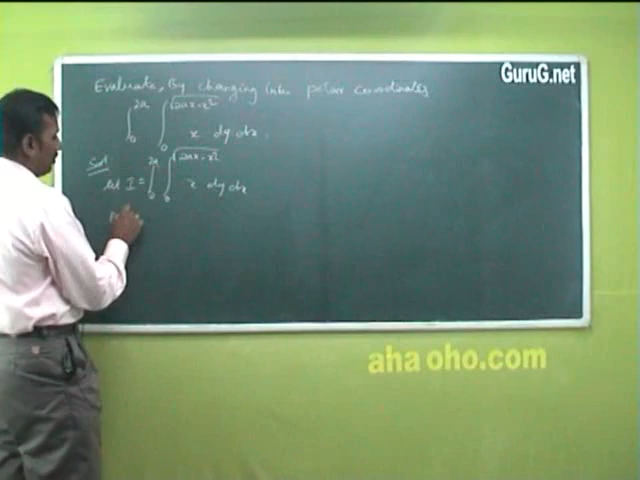 GuruG.net
Evaluate, By changing into polar coordinates
∫₀^{2a} ∫₀^{√(2ax-x²)} x dy dx.
Sol
let I = ∫₀^{2a} ∫₀^{√(2ax-x²)} x dy dx
aha oho.com